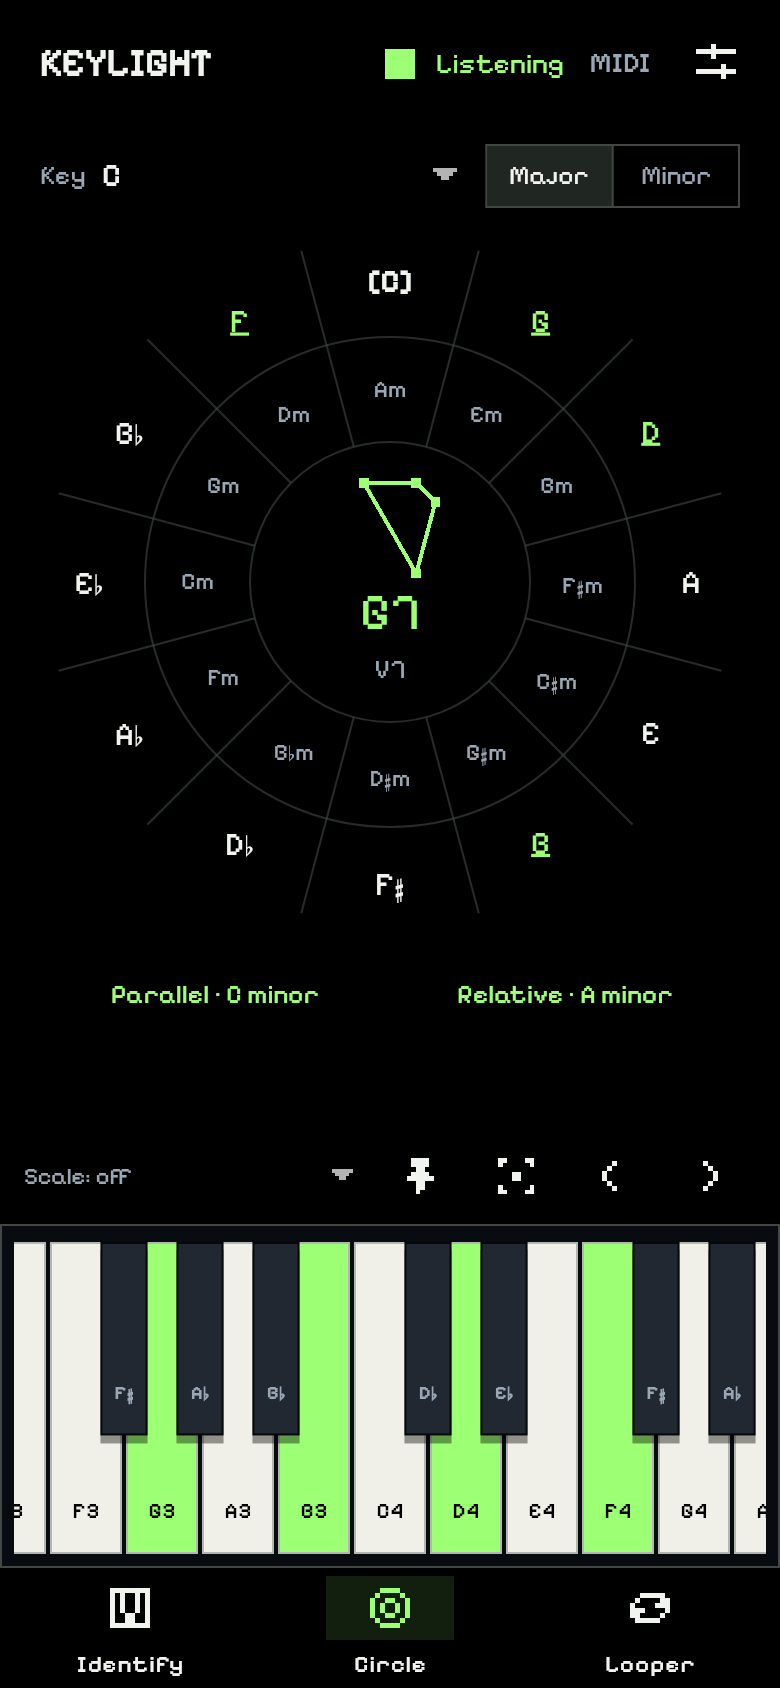 KEYLIGHT Listening MIDI
Key C Major Minor
(C)
F G
Am
Dm Em
B♭ D
Gm Bm
E♭ Cm F♯m A
G7
V7
Fm C♯m
A♭ E
B♭m G♯m
D♯m
D♭ B
F♯
Parallel · C minor Relative · A minor
Scale: off
F♯ A♭ B♭ D♭ E♭ F♯ A♭
3 F3 G3 A3 B3 C4 D4 E4 F4 G4 A
Identify Circle Looper